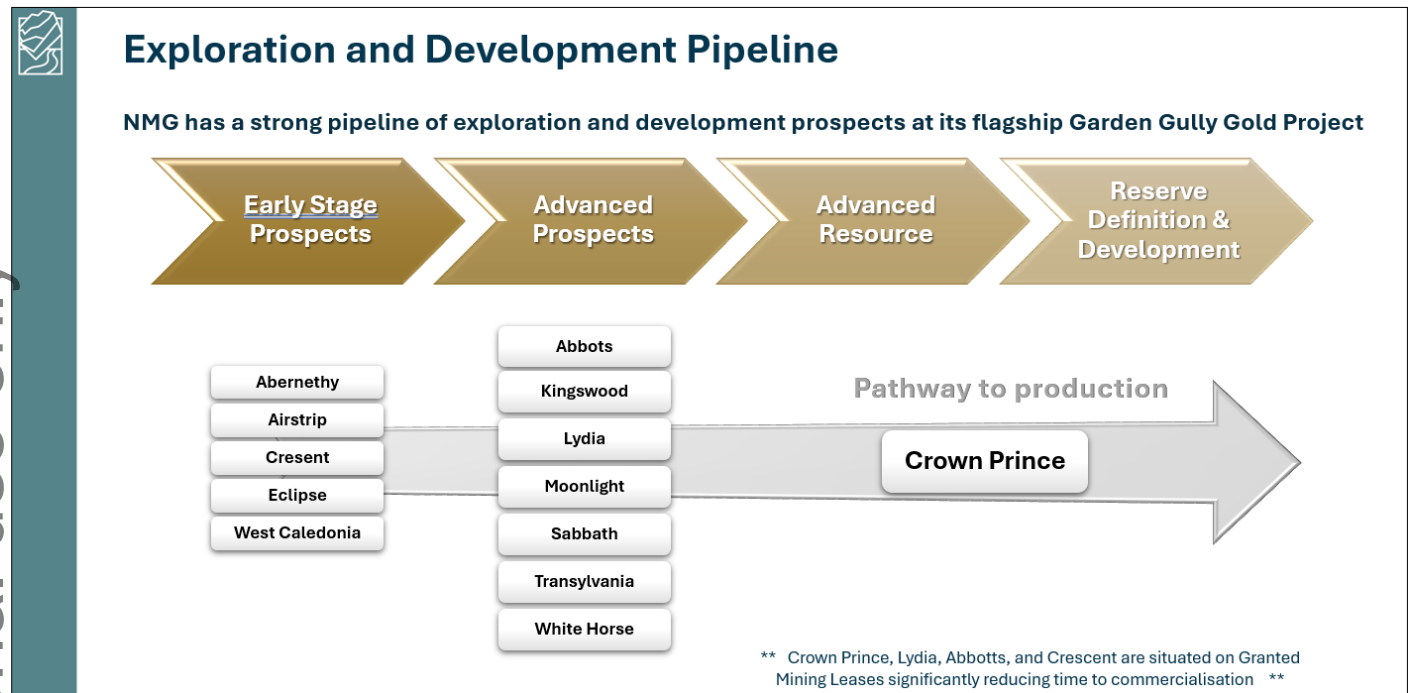 Exploration and Development Pipeline
NMG has a strong pipeline of exploration and development prospects at its flagship Garden Gully Gold Project
Early Stage
Prospects
Advanced
Prospects
Advanced
Resource
Reserve
Definition &
Development
Abernethy
Airstrip
Cresent
Eclipse
West Caledonia
Abbots
Kingswood
Lydia
Moonlight
Sabbath
Transylvania
White Horse
Pathway to production
Crown Prince
** Crown Prince, Lydia, Abbotts, and Crescent are situated on Granted
Mining Leases significantly reducing time to commercialisation **